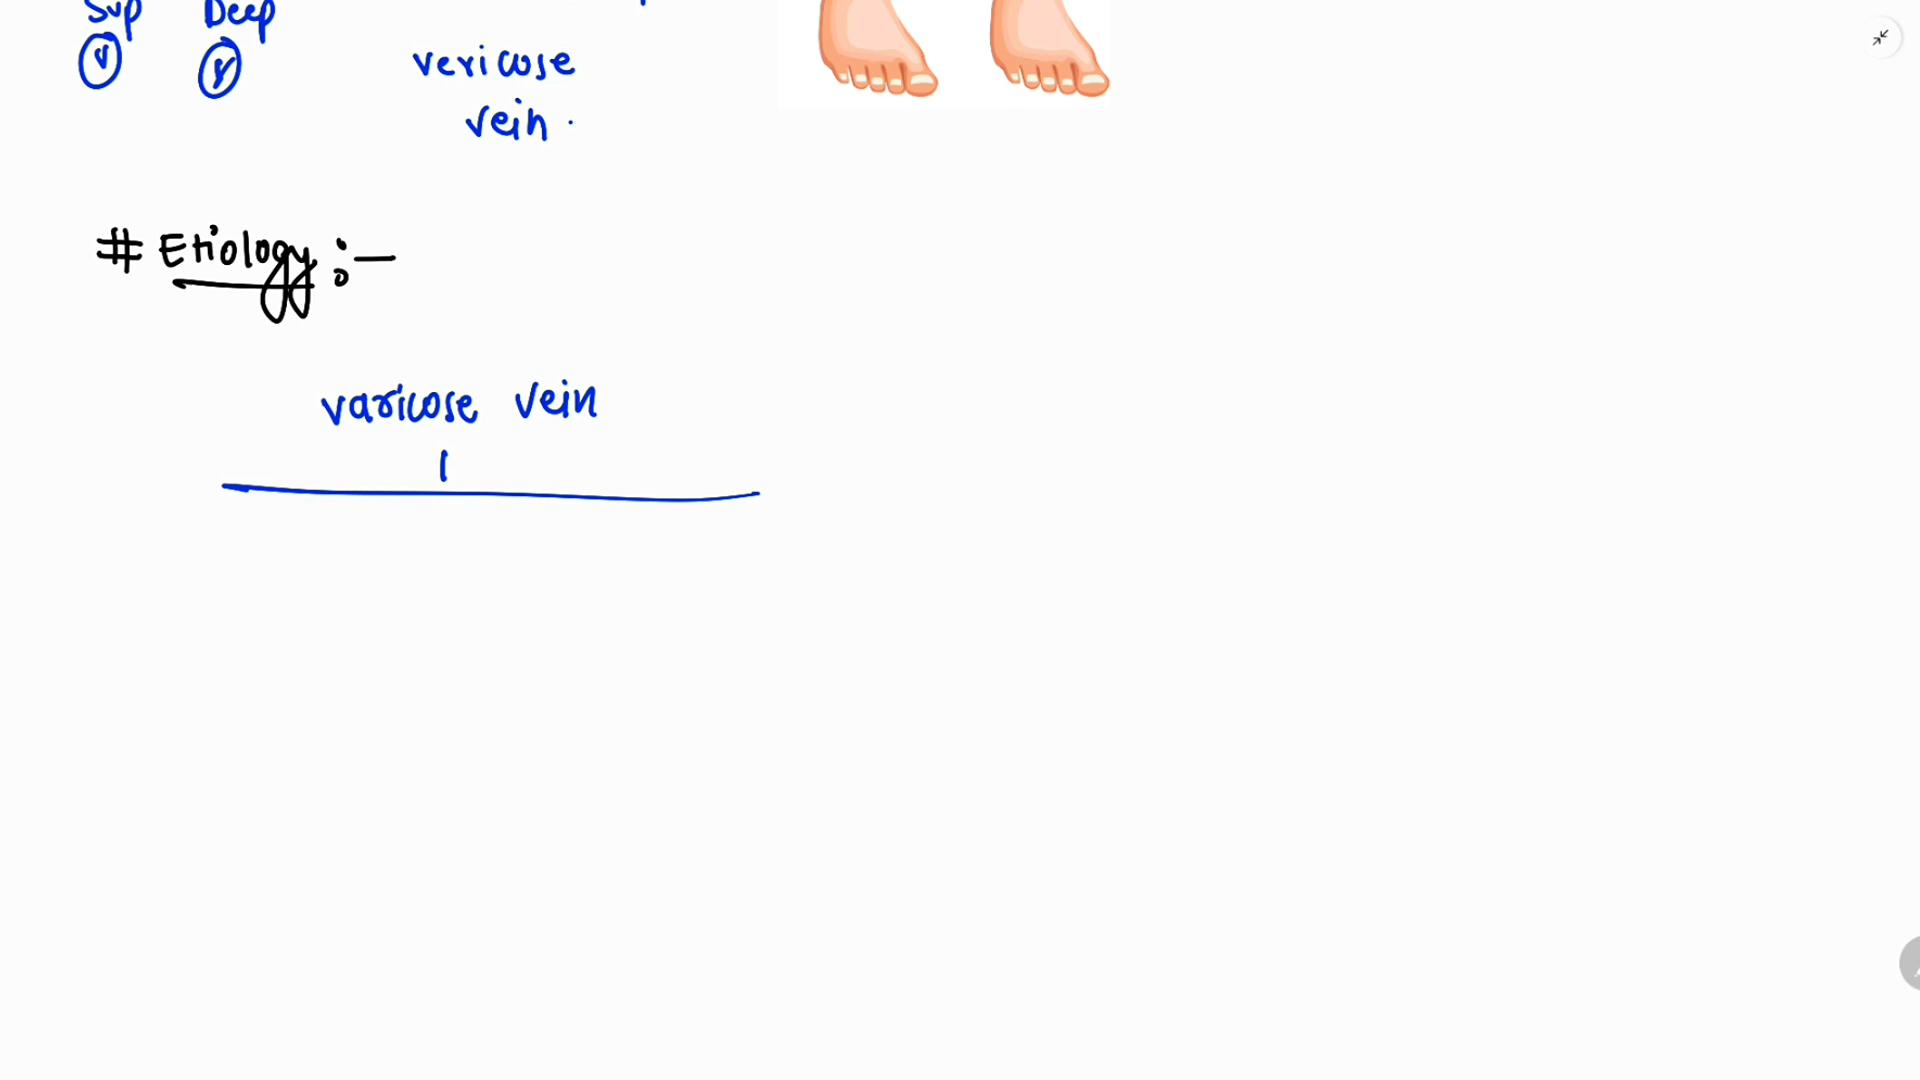 Sup Deep
vericose
vein.
# Etiology :—
varicose vein